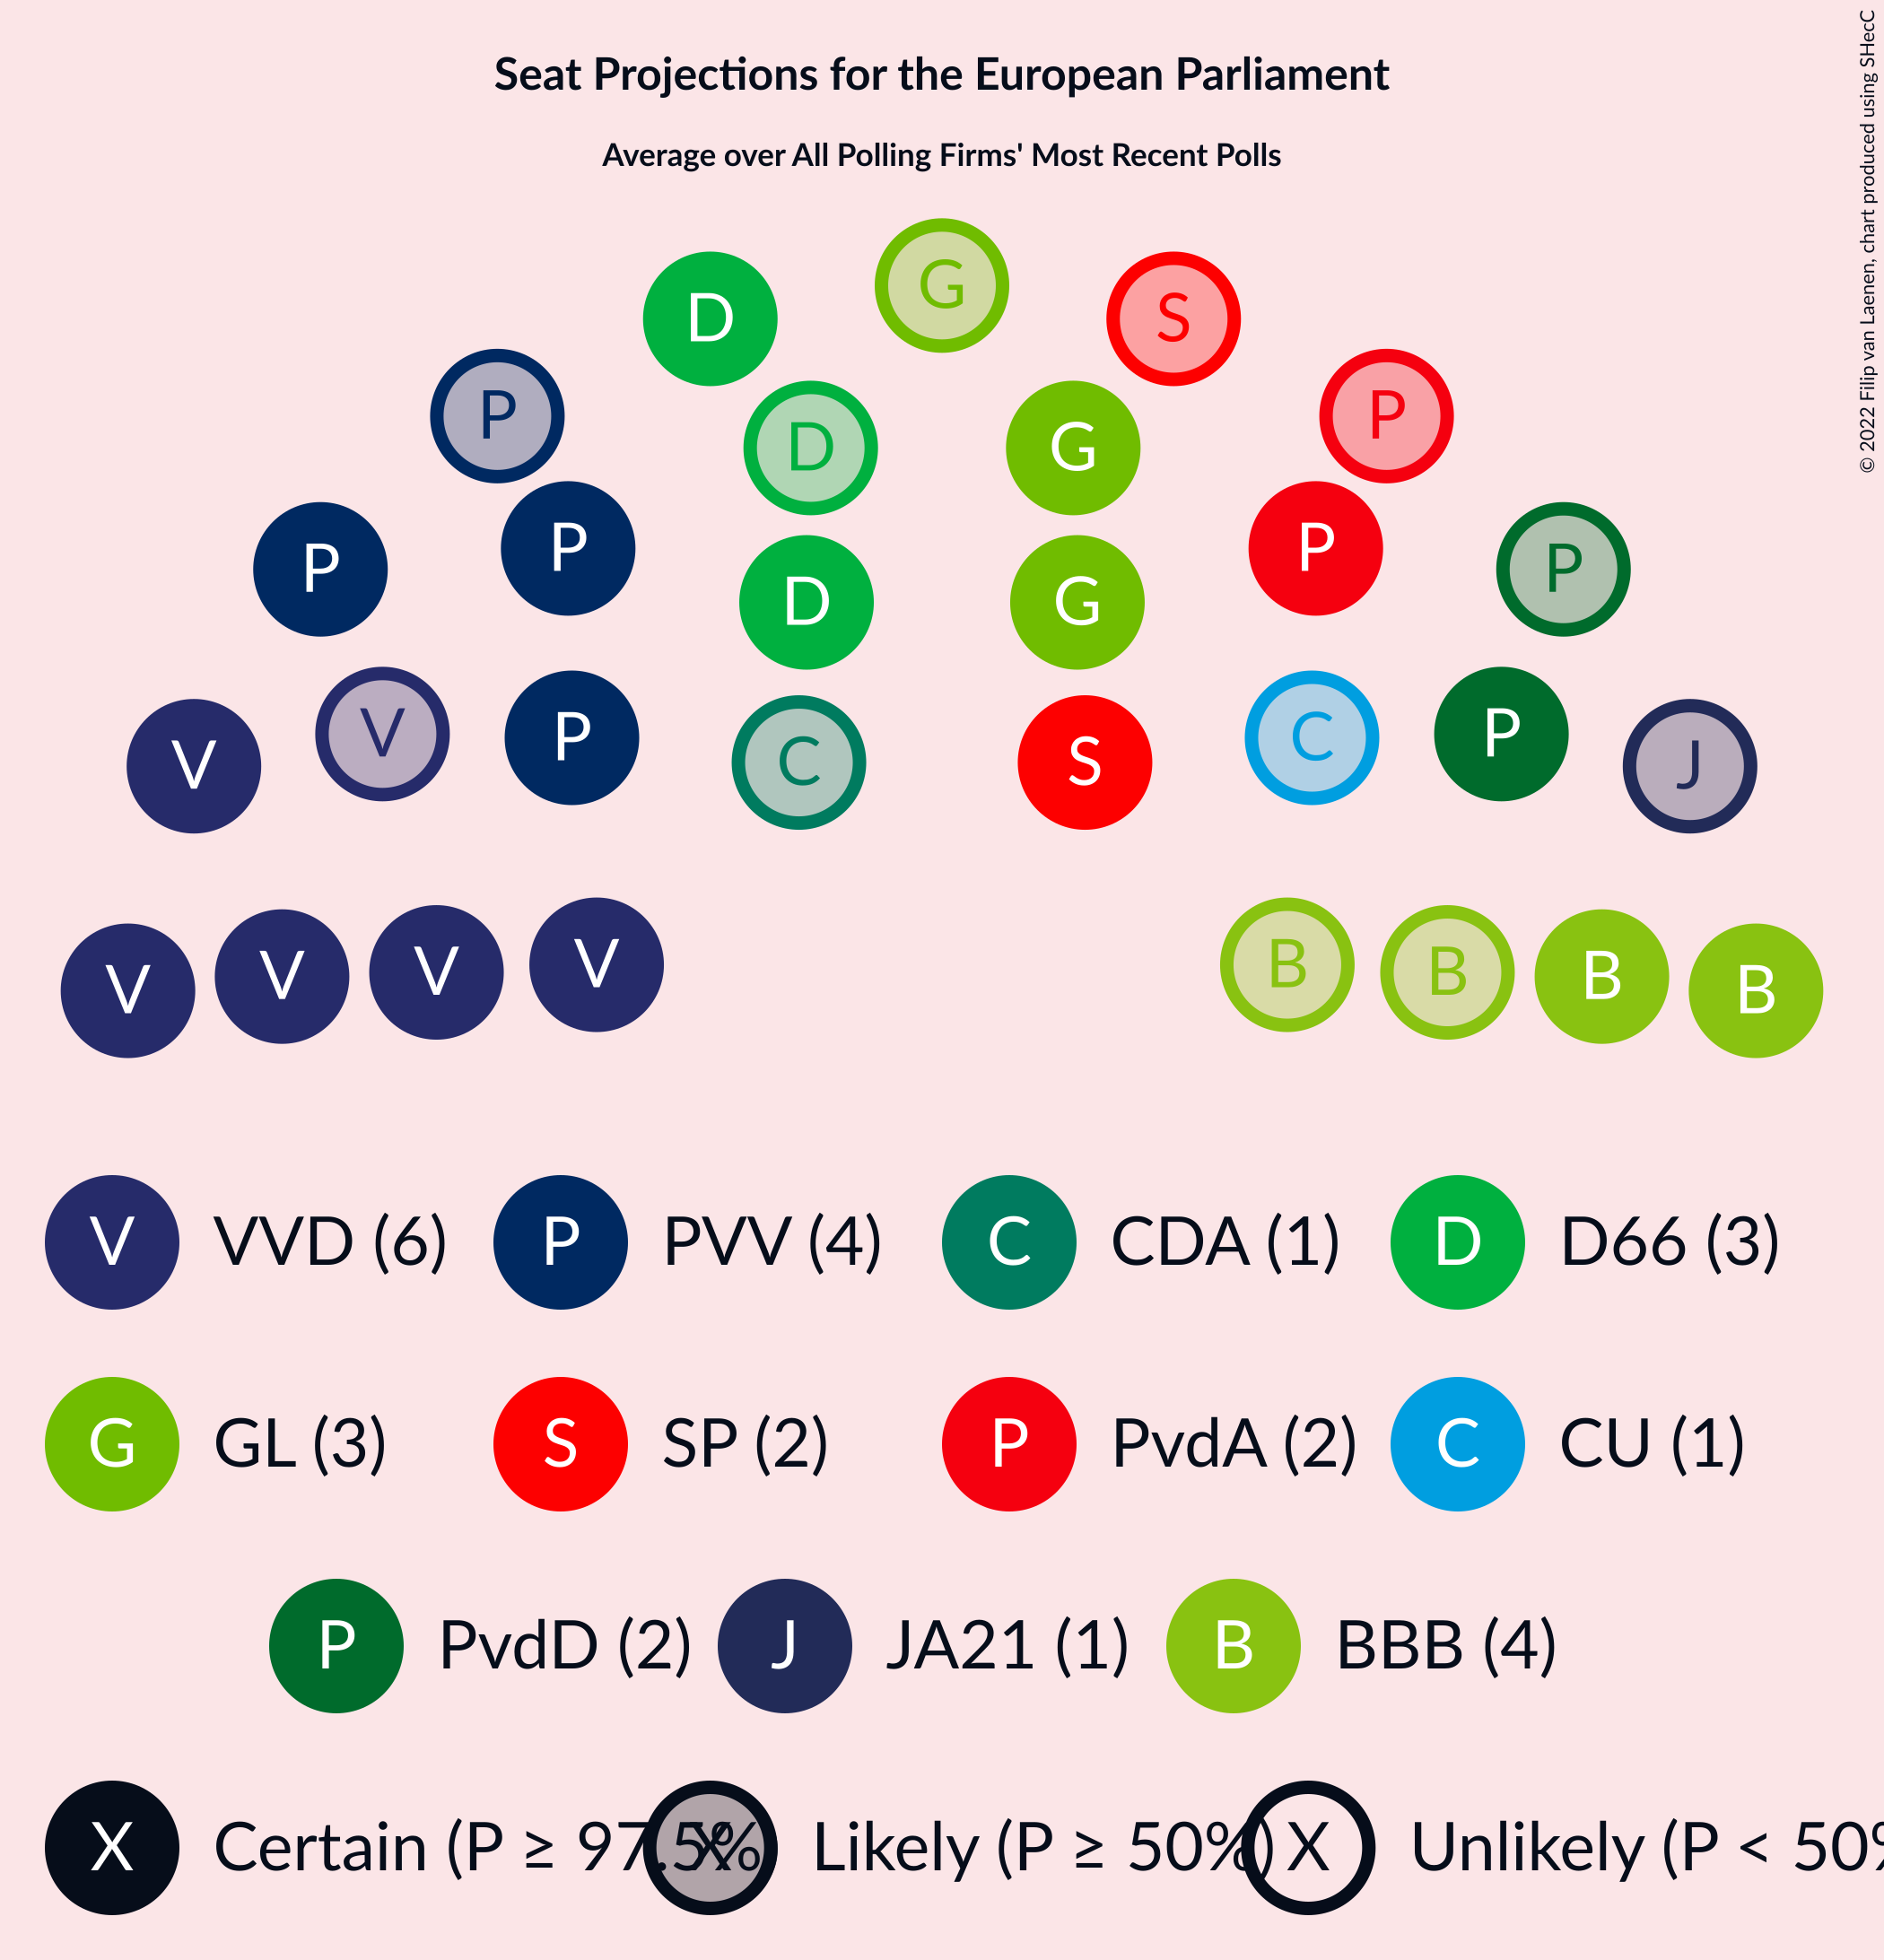 Seat Projections for the European Parliament
Average over All Polling Firms' Most Recent Polls
© 2022 Filip van Laenen, chart produced using SHecC
G
D S
P P
D G
P P
P P
D G
V P C S C P J
V
V V V V B B B B
V VVD (6) P PVV (4) C CDA (1) D D66 (3)
G GL (3) S SP (2) P PvdA (2) C CU (1)
P PvdD (2) J JA21 (1) B BBB (4)
X Certain (P ≥ 97.5% X Likely (P ≥ 50%) X Unlikely (P < 50%